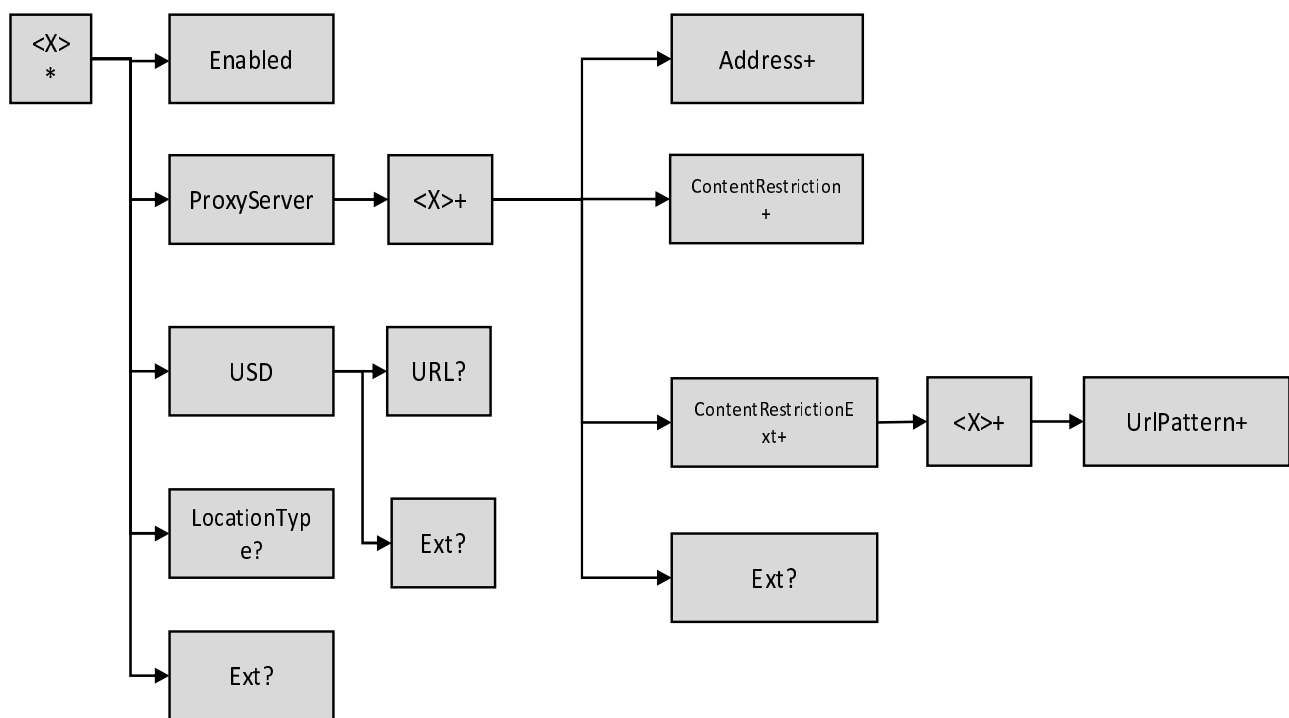 <X>
*
Enabled
Address+
ProxyServer
<X>+
ContentRestriction
+
USD
URL?
ContentRestrictionE
xt+
<X>+
UrlPattern+
LocationTyp
e?
Ext?
Ext?
Ext?